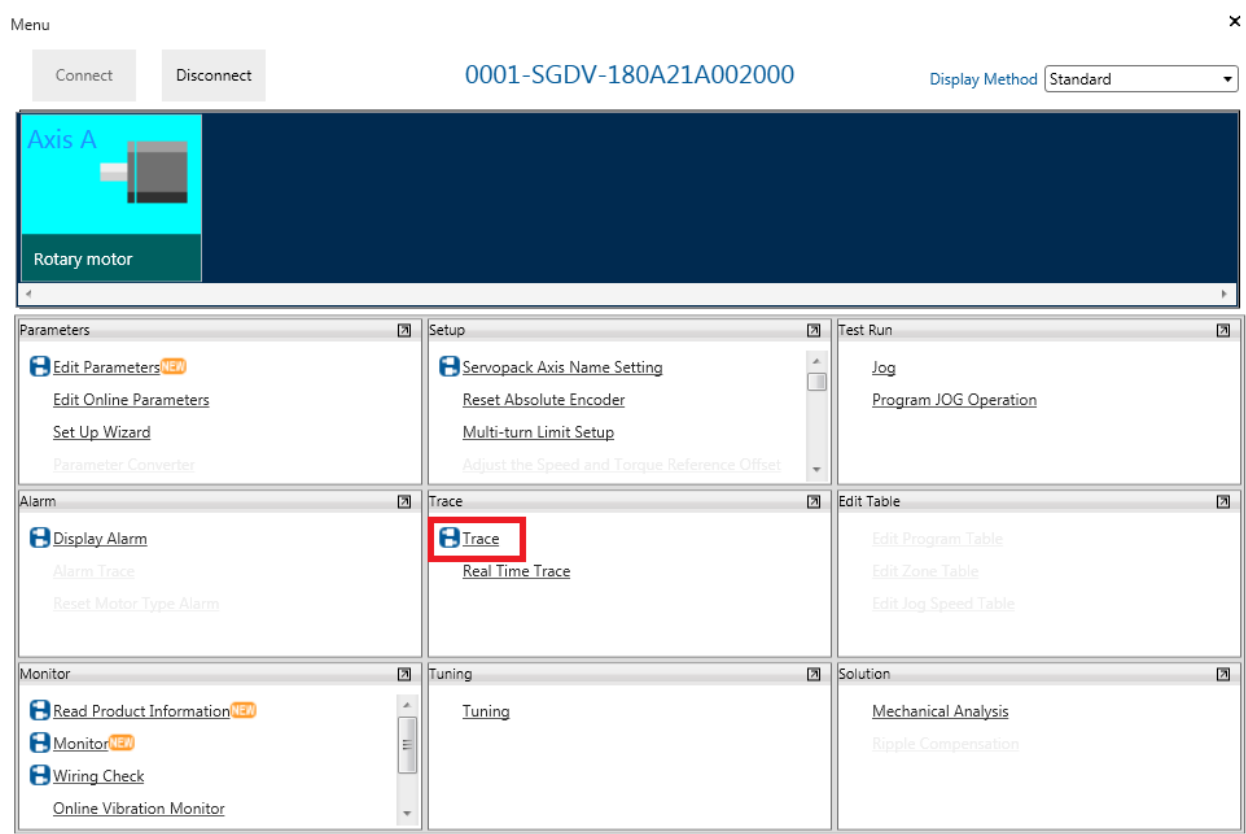 Menu
Connect
Disconnect
0001-SGDV-180A21A002000
Display Method
Standard
Axis A
Rotary motor
Parameters
Edit Parameters NEW
Edit Online Parameters
Set Up Wizard
Parameter Converter
Setup
Servopack Axis Name Setting
Reset Absolute Encoder
Multi-turn Limit Setup
Adjust the Speed and Torque Reference Offset
Test Run
Jog
Program JOG Operation
Alarm
Display Alarm
Alarm Trace
Reset Motor Type Alarm
Trace
Trace
Real Time Trace
Edit Table
Edit Program Table
Edit Zone Table
Edit Jog Speed Table
Monitor
Read Product Information NEW
Monitor NEW
Wiring Check
Online Vibration Monitor
Tuning
Tuning
Solution
Mechanical Analysis
Ripple Compensation